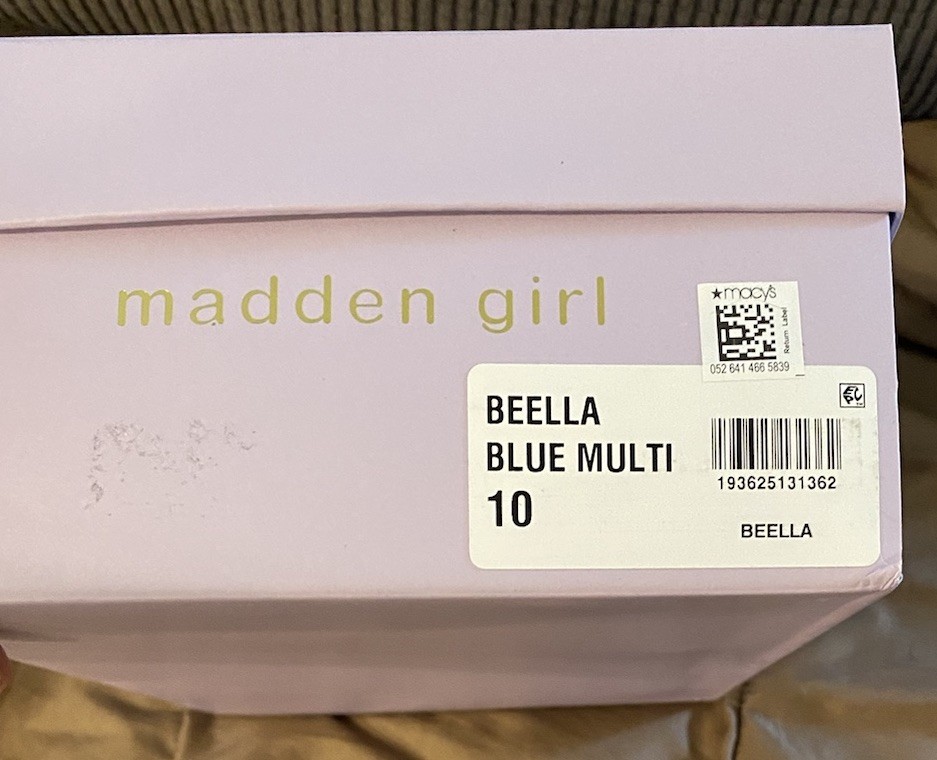 madden girl
★macy's
Return Label
052 641 466 5839
BEELLA
BLUE MULTI
10
193625131362
BEELLA